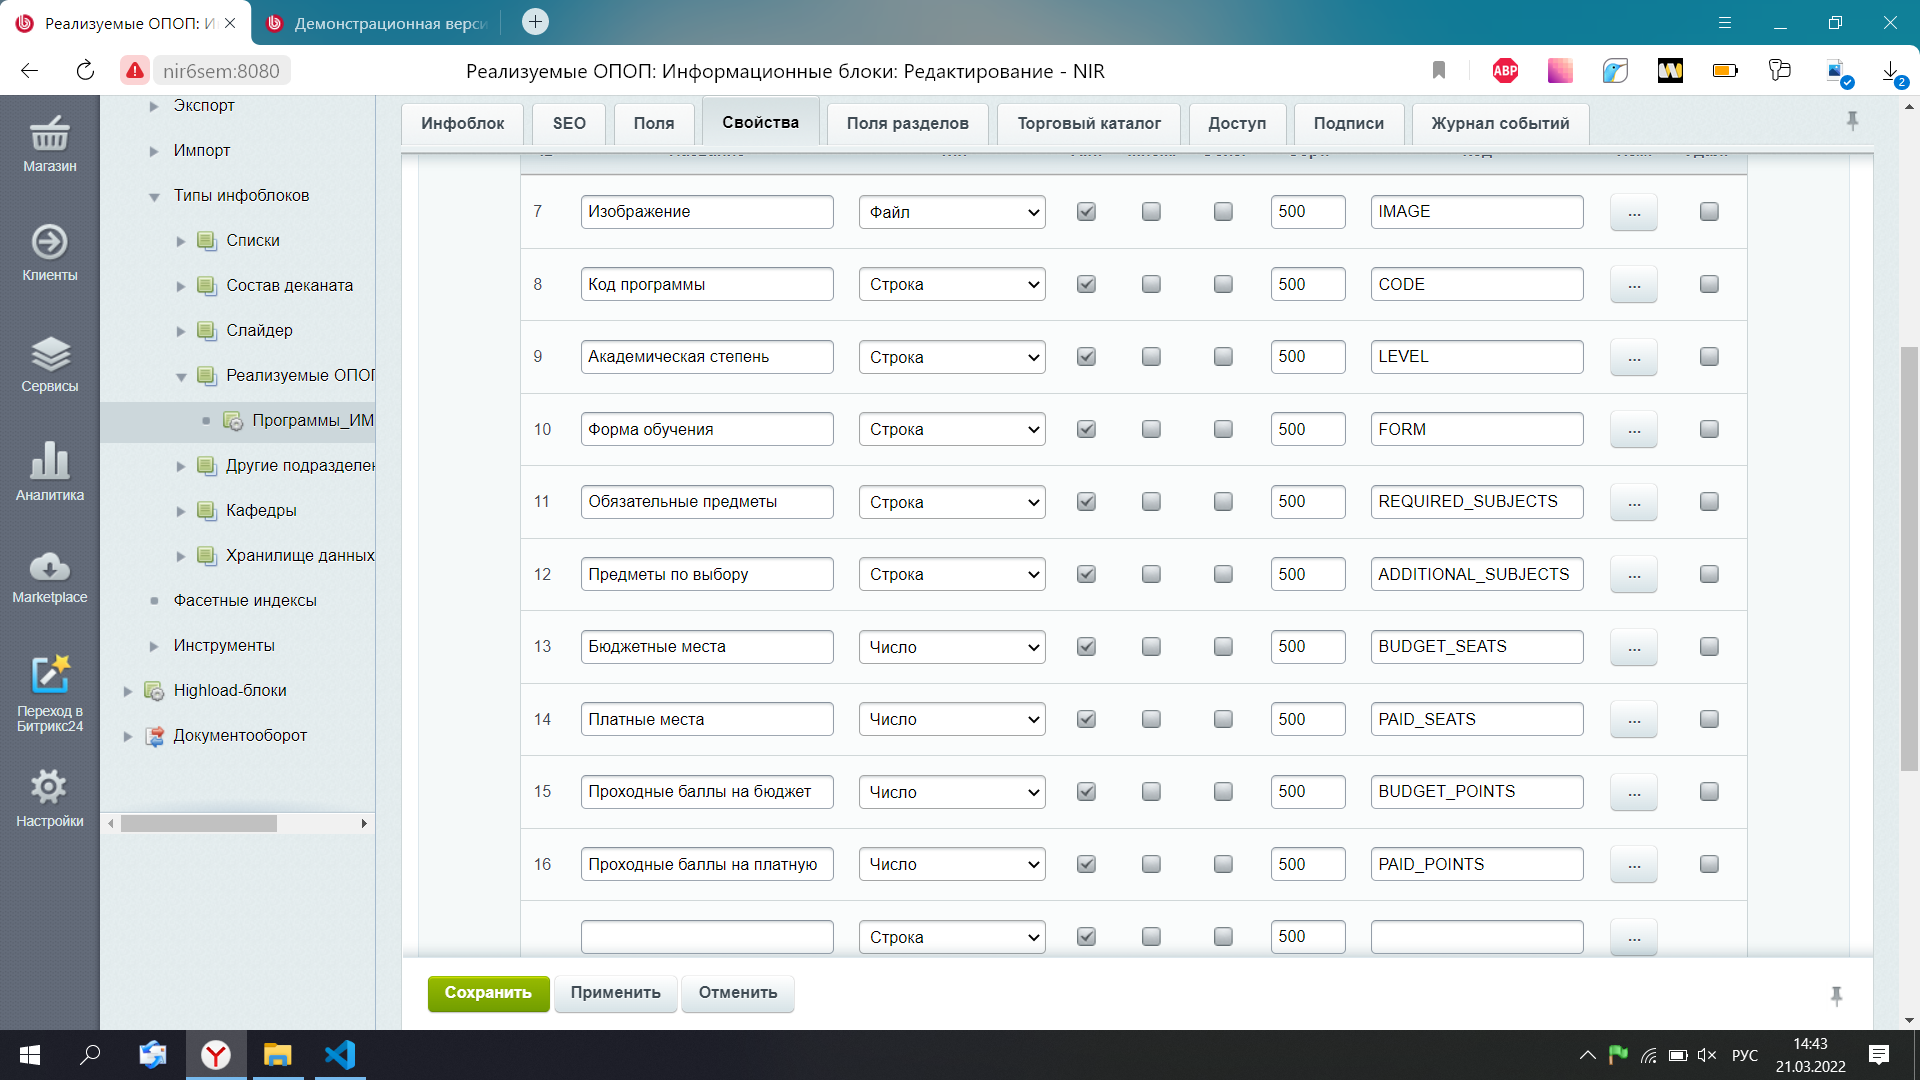 Реализуемые ОПОП: И
Демонстрационная верси
nir6sem:8080
Реализуемые ОПОП: Информационные блоки: Редактирование - NIR
ABP
2
Магазин
Клиенты
Сервисы
Аналитика
Marketplace
Переход в
Битрикс24
Настройки
Экспорт
Импорт
Типы инфоблоков
Списки
Состав деканата
Слайдер
Реализуемые ОПОП
Программы_ИМ
Другие подразделен
Кафедры
Хранилище данных
Фасетные индексы
Инструменты
Highload-блоки
Документооборот
Инфоблок SEO Поля Свойства Поля разделов Торговый каталог Доступ Подписи Журнал событий
7 Изображение Файл 500 IMAGE ...
8 Код программы Строка 500 CODE ...
9 Академическая степень Строка 500 LEVEL ...
10 Форма обучения Строка 500 FORM ...
11 Обязательные предметы Строка 500 REQUIRED_SUBJECTS ...
12 Предметы по выбору Строка 500 ADDITIONAL_SUBJECTS ...
13 Бюджетные места Число 500 BUDGET_SEATS ...
14 Платные места Число 500 PAID_SEATS ...
15 Проходные баллы на бюджет Число 500 BUDGET_POINTS ...
16 Проходные баллы на платную Число 500 PAID_POINTS ...
Строка 500 ...
Сохранить Применить Отменить
РУС
14:43
21.03.2022